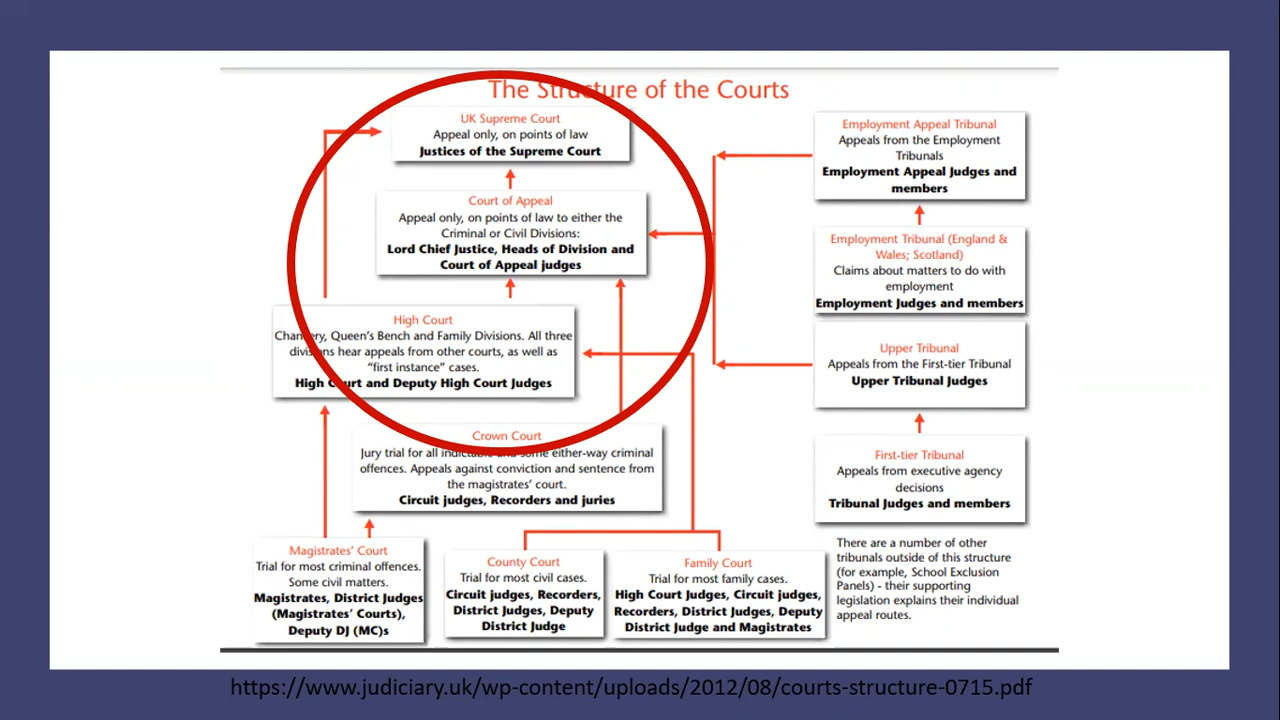 The Structure of the Courts
UK Supreme Court
Appeal only, on points of law
Justices of the Supreme Court
Court of Appeal
Appeal only, on points of law to either the
Criminal or Civil Divisions:
Lord Chief Justice, Heads of Division and
Court of Appeal judges
High Court
Chancery, Queen's Bench and Family Divisions. All three
divisions hear appeals from other courts, as well as
"first instance" cases.
High Court and Deputy High Court Judges
Crown Court
Jury trial for all indictable and some either-way criminal
offences. Appeals against conviction and sentence from
the magistrates' court.
Circuit judges, Recorders and juries
Magistrates' Court
Trial for most criminal offences.
Some civil matters.
Magistrates, District Judges
(Magistrates' Courts),
Deputy DJ (MC)s
County Court
Trial for most civil cases.
Circuit judges, Recorders,
District Judges, Deputy
District Judge
Family Court
Trial for most family cases.
High Court Judges, Circuit judges,
Recorders, District Judges, Deputy
District Judge and Magistrates
Employment Appeal Tribunal
Appeals from the Employment
Tribunals
Employment Appeal Judges and
members
Employment Tribunal (England &
Wales; Scotland)
Claims about matters to do with
employment
Employment Judges and members
Upper Tribunal
Appeals from the First-tier Tribunal
Upper Tribunal Judges
First-tier Tribunal
Appeals from executive agency
decisions
Tribunal Judges and members
There are a number of other
tribunals outside of this structure
(for example, School Exclusion
Panels) - their supporting
legislation explains their individual
appeal routes.
https://www.judiciary.uk/wp-content/uploads/2012/08/courts-structure-0715.pdf